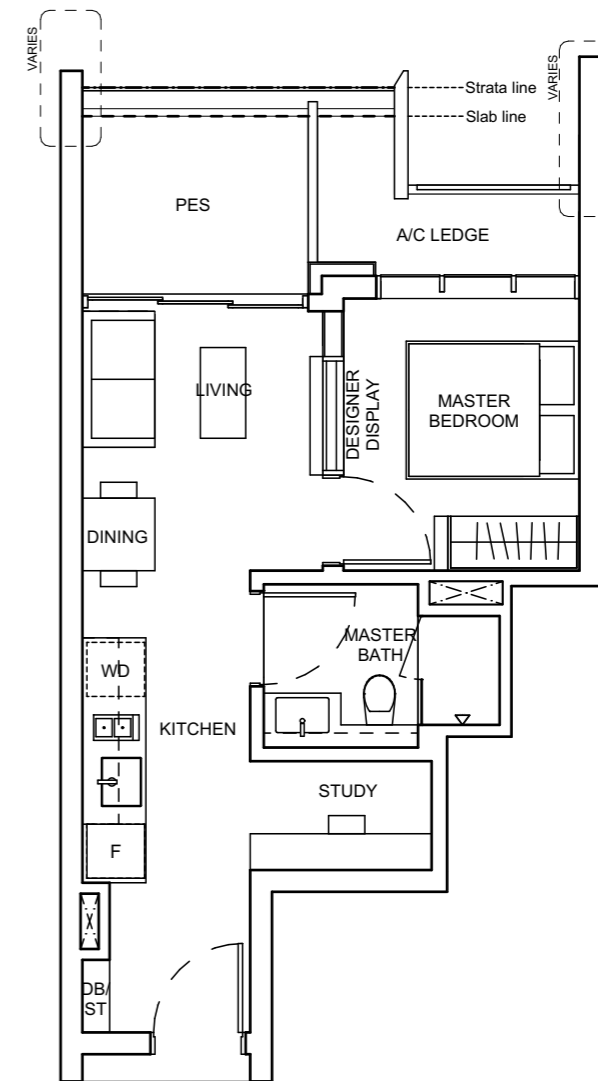 VARIES
VARIES
Strata line
Slab line
PES
A/C LEDGE
LIVING
DESIGNER
DISPLAY
MASTER
BEDROOM
DINING
MASTER
BATH
WD
KITCHEN
STUDY
F
DB/
ST